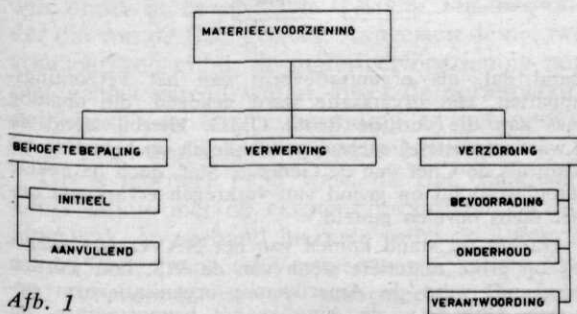 MATERIEELVOORZIENING
BEHOEFTEBEPALING
VERWERVING
VERZORGING
INITIEEL
AANVULLEND
BEVOORRADING
ONDERHOUD
VERANTWOORDING
Afb. 1